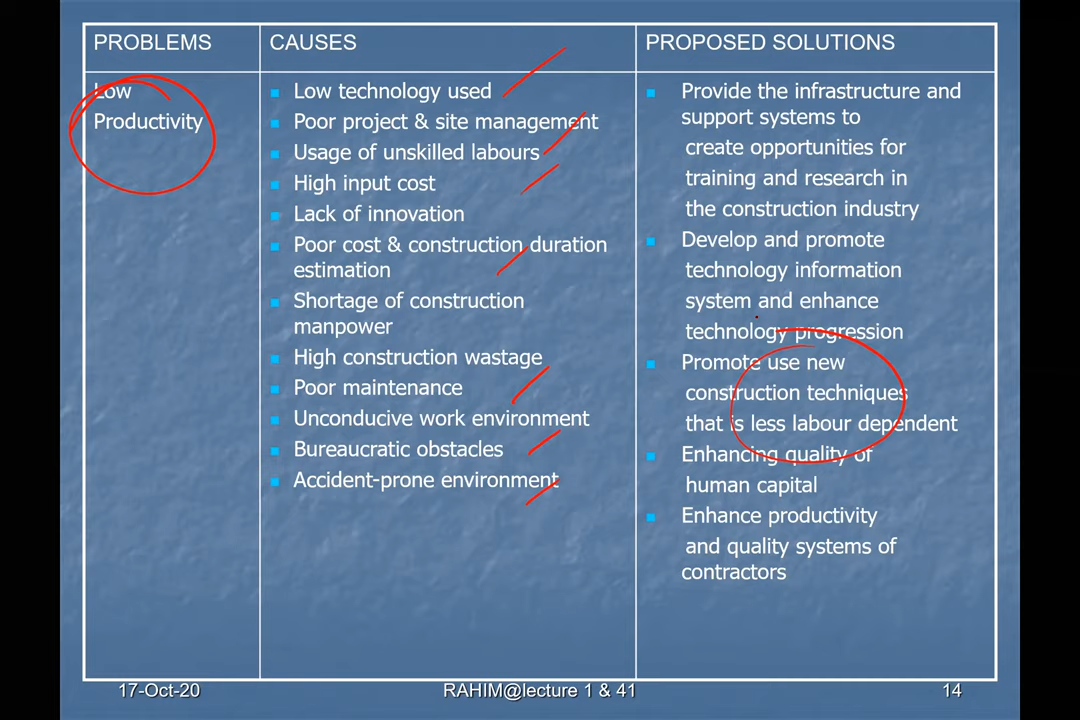 PROBLEMS
CAUSES
PROPOSED SOLUTIONS
Low
Productivity
Low technology used
Poor project & site management
Usage of unskilled labours
High input cost
Lack of innovation
Poor cost & construction duration
estimation
Shortage of construction
manpower
High construction wastage
Poor maintenance
Unconducive work environment
Bureaucratic obstacles
Accident-prone environment
Provide the infrastructure and
support systems to
create opportunities for
training and research in
the construction industry
Develop and promote
technology information
system and enhance
technology progression
Promote use new
construction techniques
that is less labour dependent
Enhancing quality of
human capital
Enhance productivity
and quality systems of
contractors
17-Oct-20
RAHIM@lecture 1 & 41
14